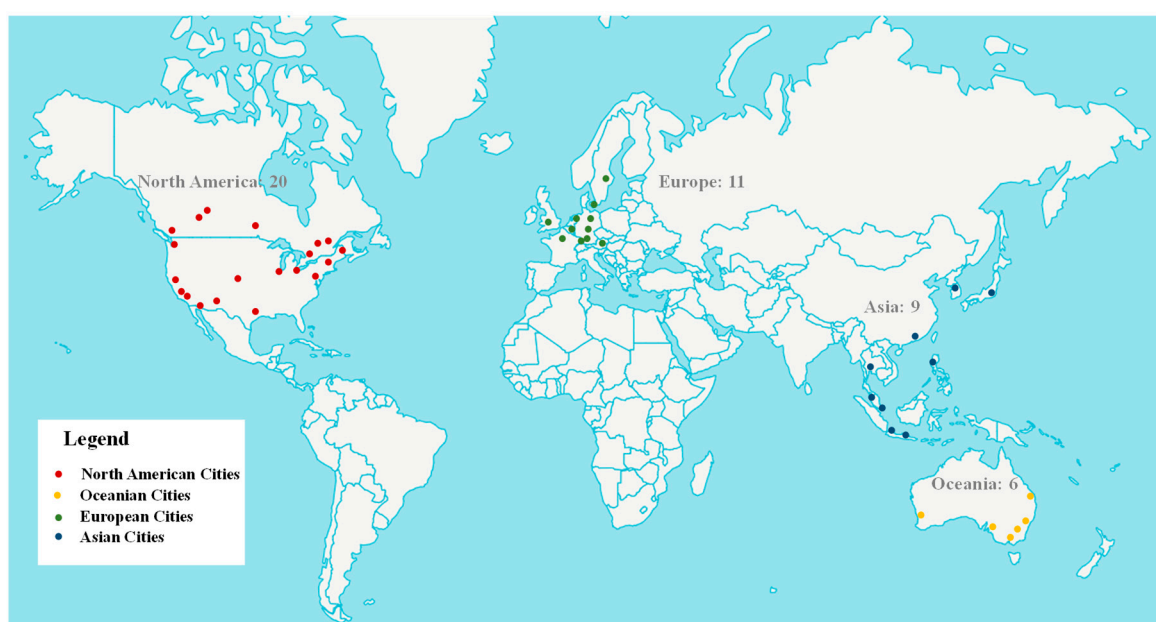 North America: 20
Europe: 11
Asia: 9
Oceania: 6
Legend
North American Cities
Oceanian Cities
European Cities
Asian Cities